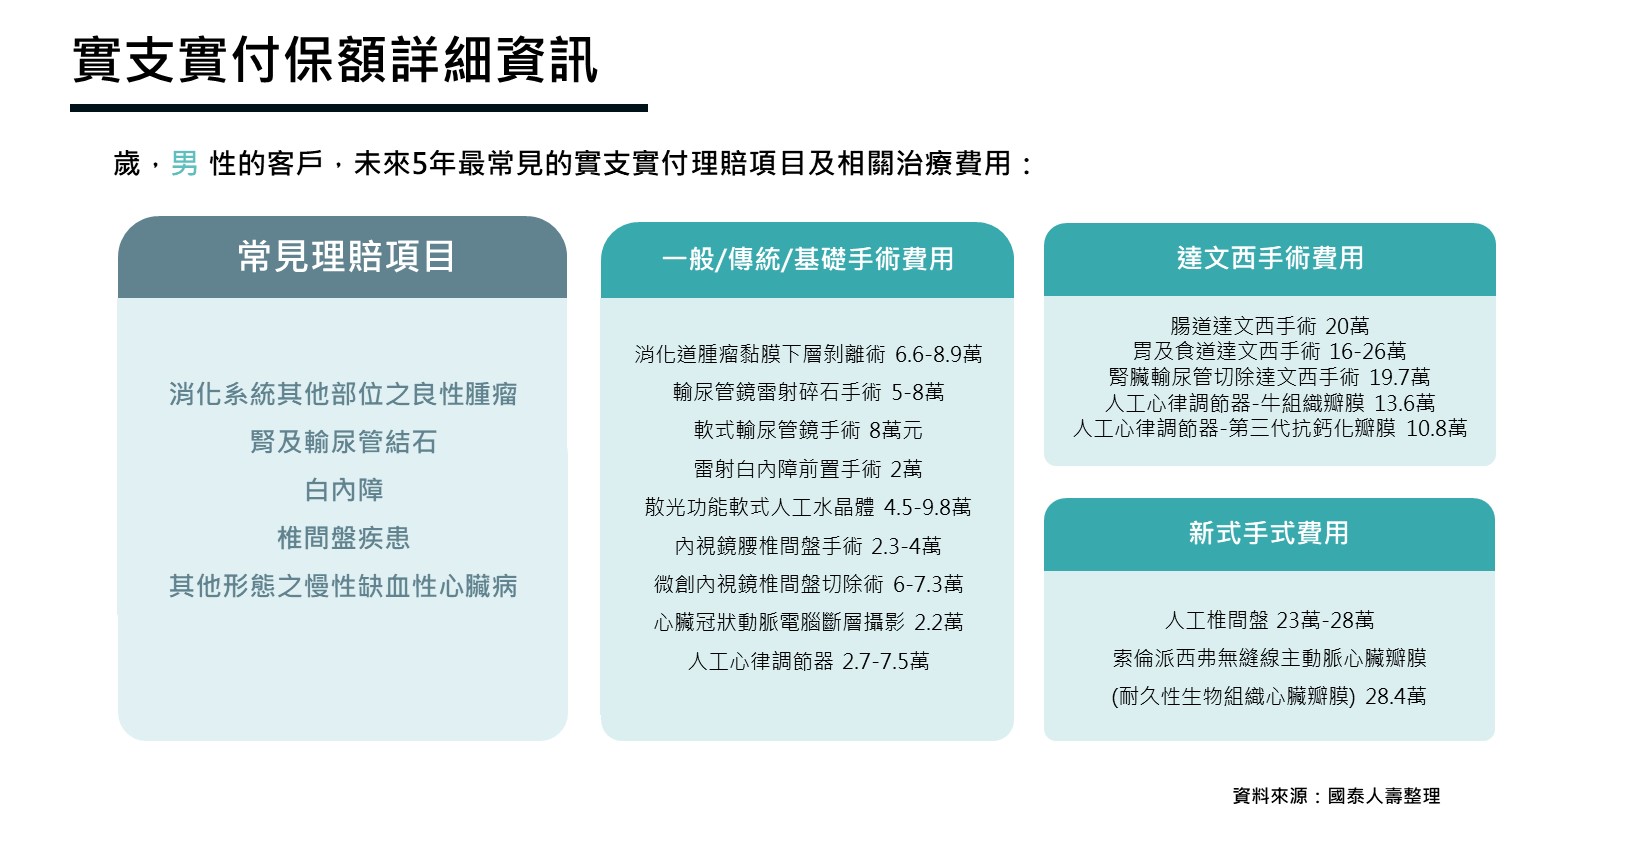 實支實付保額詳細資訊
歲，男 性的客戶，未來5年最常見的實支實付理賠項目及相關治療費用：
常見理賠項目
消化系統其他部位之良性腫瘤
腎及輸尿管結石
白內障
椎間盤疾患
其他形態之慢性缺血性心臟病
一般/傳統/基礎手術費用
消化道腫瘤黏膜下層剝離術 6.6-8.9萬
輸尿管鏡雷射碎石手術 5-8萬
軟式輸尿管鏡手術 8萬元
雷射白內障前置手術 2萬
散光功能軟式人工水晶體 4.5-9.8萬
內視鏡腰椎間盤手術 2.3-4萬
微創內視鏡椎間盤切除術 6-7.3萬
心臟冠狀動脈電腦斷層攝影 2.2萬
人工心律調節器 2.7-7.5萬
達文西手術費用
腸道達文西手術 20萬
胃及食道達文西手術 16-26萬
腎臟輸尿管切除達文西手術 19.7萬
人工心律調節器-牛組織瓣膜 13.6萬
人工心律調節器-第三代抗鈣化瓣膜 10.8萬
新式手式費用
人工椎間盤 23萬-28萬
索倫派西弗無縫線主動脈心臟瓣膜
(耐久性生物組織心臟瓣膜) 28.4萬
資料來源：國泰人壽整理